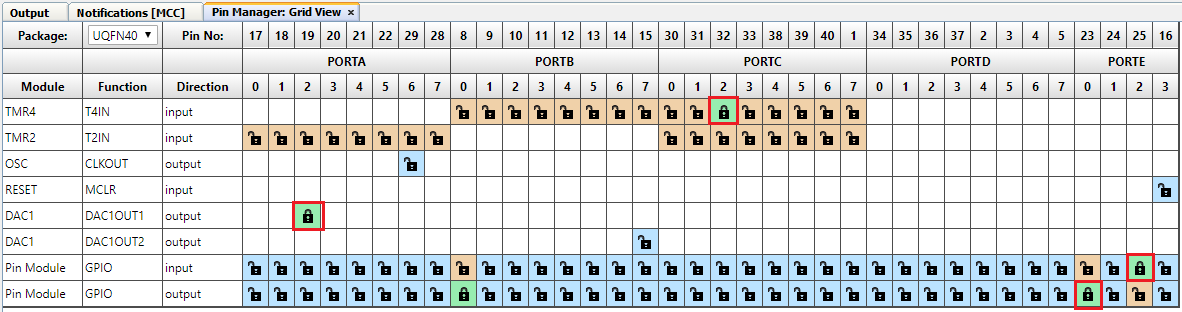 Output Notifications [MCC] Pin Manager: Grid View ×
Package: UQFN40 ▼ Pin No: 17 18 19 20 21 22 29 28 8 9 10 11 12 13 14 15 30 31 32 33 38 39 40 1 34 35 36 37 2 3 4 5 23 24 25 16
PORTA PORTB PORTC PORTD PORTE
Module Function Direction 0 1 2 3 4 5 6 7 0 1 2 3 4 5 6 7 0 1 2 3 4 5 6 7 0 1 2 3 4 5 6 7 0 1 2 3
TMR4 T4IN input
TMR2 T2IN input
OSC CLKOUT output
RESET MCLR input
DAC1 DAC1OUT1 output
DAC1 DAC1OUT2 output
Pin Module GPIO input
Pin Module GPIO output